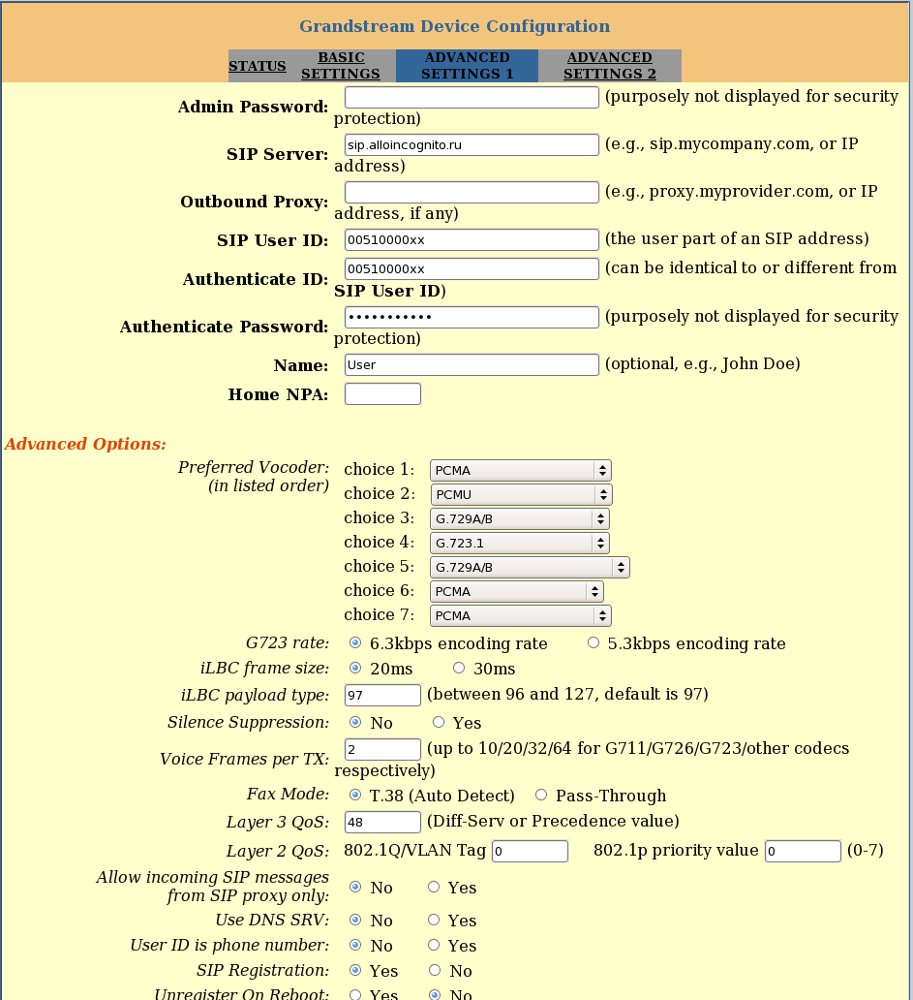 Grandstream Device Configuration
STATUS BASIC SETTINGS ADVANCED SETTINGS 1 ADVANCED SETTINGS 2
Admin Password: (purposely not displayed for security
protection)
SIP Server: sip.alloincognito.ru (e.g., sip.mycompany.com, or IP
address)
Outbound Proxy: (e.g., proxy.myprovider.com, or IP
address, if any)
SIP User ID: 00510000xx (the user part of an SIP address)
Authenticate ID: 00510000xx (can be identical to or different from
SIP User ID)
Authenticate Password: ••••••••••• (purposely not displayed for security
protection)
Name: User (optional, e.g., John Doe)
Home NPA:
Advanced Options:
Preferred Vocoder:
(in listed order)
choice 1: PCMA
choice 2: PCMU
choice 3: G.729A/B
choice 4: G.723.1
choice 5: G.729A/B
choice 6: PCMA
choice 7: PCMA
G723 rate: 6.3kbps encoding rate 5.3kbps encoding rate
iLBC frame size: 20ms 30ms
iLBC payload type: 97 (between 96 and 127, default is 97)
Silence Suppression: No Yes
Voice Frames per TX: 2 (up to 10/20/32/64 for G711/G726/G723/other codecs
respectively)
Fax Mode: T.38 (Auto Detect) Pass-Through
Layer 3 QoS: 48 (Diff-Serv or Precedence value)
Layer 2 QoS: 802.1Q/VLAN Tag 0 802.1p priority value 0 (0-7)
Allow incoming SIP messages
from SIP proxy only: No Yes
Use DNS SRV: No Yes
User ID is phone number: No Yes
SIP Registration: Yes No
Unregister On Reboot: Yes No